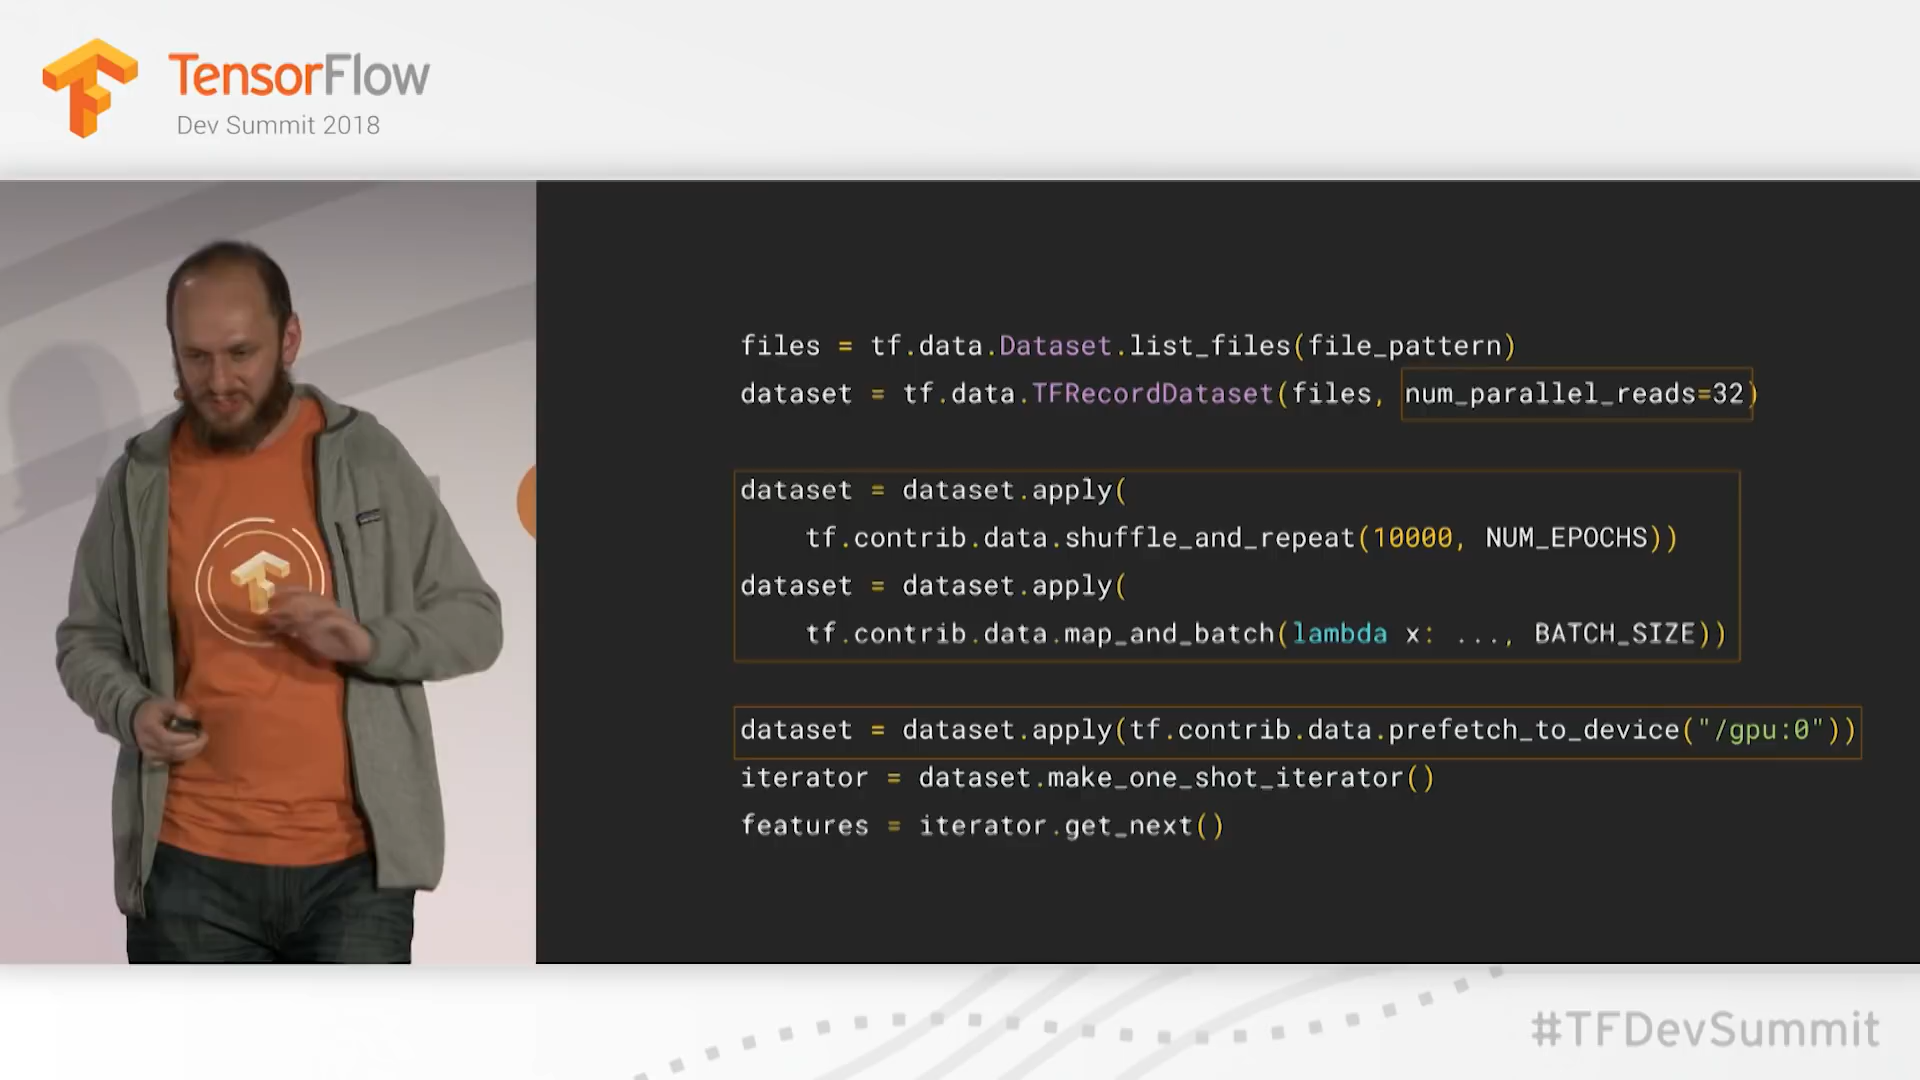 TensorFlow
Dev Summit 2018
files = tf.data.Dataset.list_files(file_pattern)
dataset = tf.data.TFRecordDataset(files, num_parallel_reads=32)
dataset = dataset.apply(
    tf.contrib.data.shuffle_and_repeat(10000, NUM_EPOCHS))
dataset = dataset.apply(
    tf.contrib.data.map_and_batch(lambda x: ..., BATCH_SIZE))
dataset = dataset.apply(tf.contrib.data.prefetch_to_device("/gpu:0"))
iterator = dataset.make_one_shot_iterator()
features = iterator.get_next()
#TFDevSummit